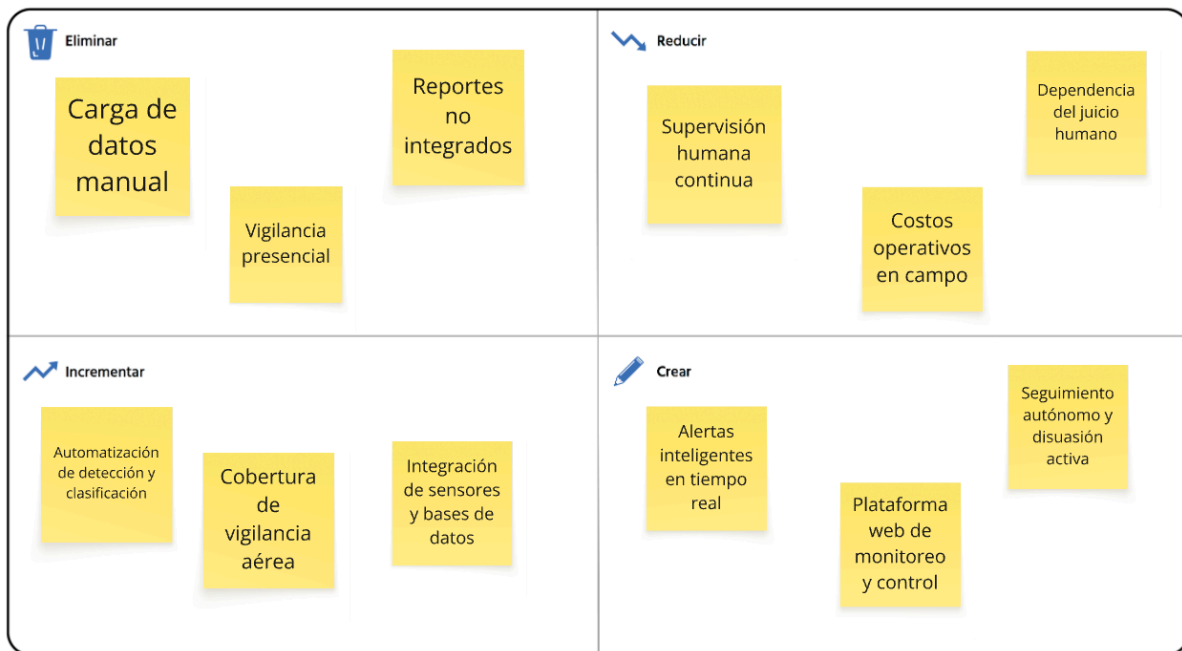 Eliminar
Carga de
datos
manual
Vigilancia
presencial
Reportes
no
integrados
Reducir
Supervisión
humana
continua
Costos
operativos
en campo
Dependencia
del juicio
humano
Incrementar
Automatización
de detección y
clasificación
Cobertura
de
vigilancia
aérea
Integración
de sensores
y bases de
datos
Crear
Alertas
inteligentes
en tiempo
real
Plataforma
web de
monitoreo
y control
Seguimiento
autónomo y
disuasión
activa